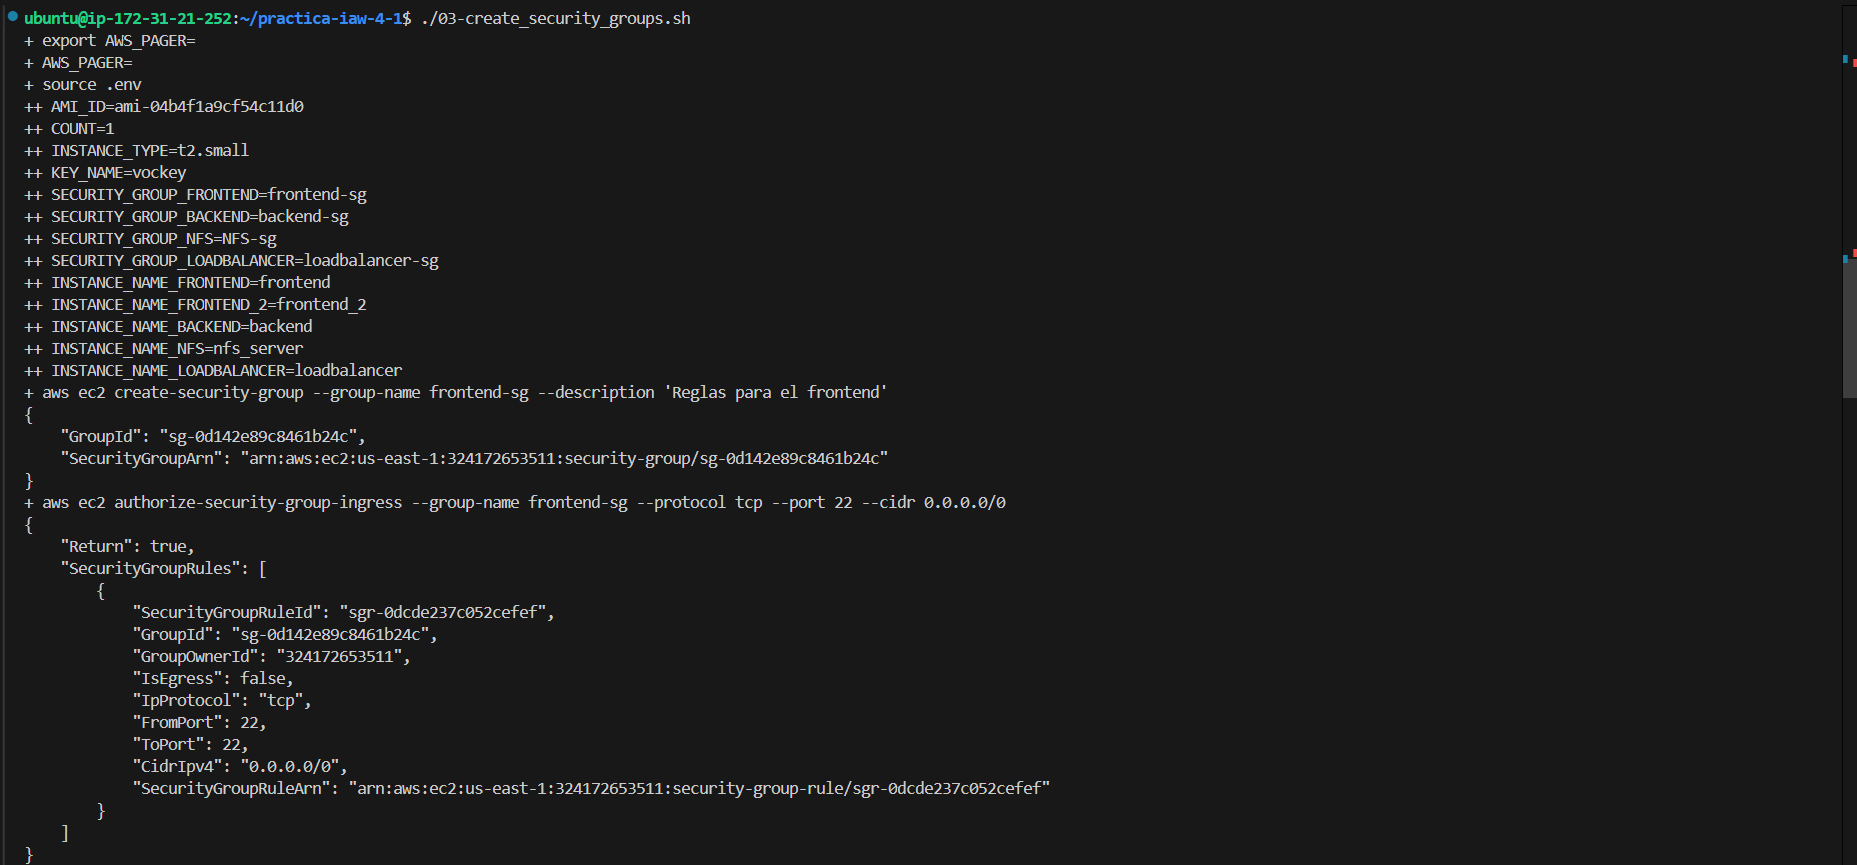 ubuntu@ip-172-31-21-252:~/practica-iaw-4-1$ ./03-create_security_groups.sh
+ export AWS_PAGER=
+ AWS_PAGER=
+ source .env
++ AMI_ID=ami-04b4f1a9cf54c11d0
++ COUNT=1
++ INSTANCE_TYPE=t2.small
++ KEY_NAME=vockey
++ SECURITY_GROUP_FRONTEND=frontend-sg
++ SECURITY_GROUP_BACKEND=backend-sg
++ SECURITY_GROUP_NFS=NFS-sg
++ SECURITY_GROUP_LOADBALANCER=loadbalancer-sg
++ INSTANCE_NAME_FRONTEND=frontend
++ INSTANCE_NAME_FRONTEND_2=frontend_2
++ INSTANCE_NAME_BACKEND=backend
++ INSTANCE_NAME_NFS=nfs_server
++ INSTANCE_NAME_LOADBALANCER=loadbalancer
+ aws ec2 create-security-group --group-name frontend-sg --description 'Reglas para el frontend'
{
    "GroupId": "sg-0d142e89c8461b24c",
    "SecurityGroupArn": "arn:aws:ec2:us-east-1:324172653511:security-group/sg-0d142e89c8461b24c"
}
+ aws ec2 authorize-security-group-ingress --group-name frontend-sg --protocol tcp --port 22 --cidr 0.0.0.0/0
{
    "Return": true,
    "SecurityGroupRules": [
        {
            "SecurityGroupRuleId": "sgr-0dcde237c052cefef",
            "GroupId": "sg-0d142e89c8461b24c",
            "GroupOwnerId": "324172653511",
            "IsEgress": false,
            "IpProtocol": "tcp",
            "FromPort": 22,
            "ToPort": 22,
            "CidrIpv4": "0.0.0.0/0",
            "SecurityGroupRuleArn": "arn:aws:ec2:us-east-1:324172653511:security-group-rule/sgr-0dcde237c052cefef"
        }
    ]
}